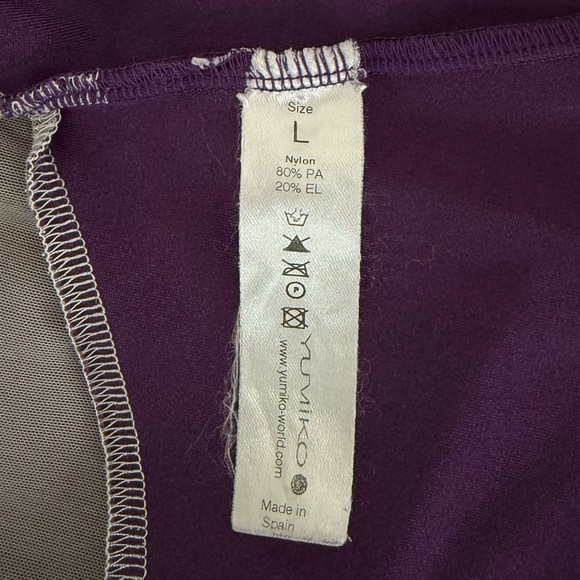 Size
L
Nylon
80% PA
20% EL
P
YUMIKO
www.yumiko-world.com
Made in
Spain